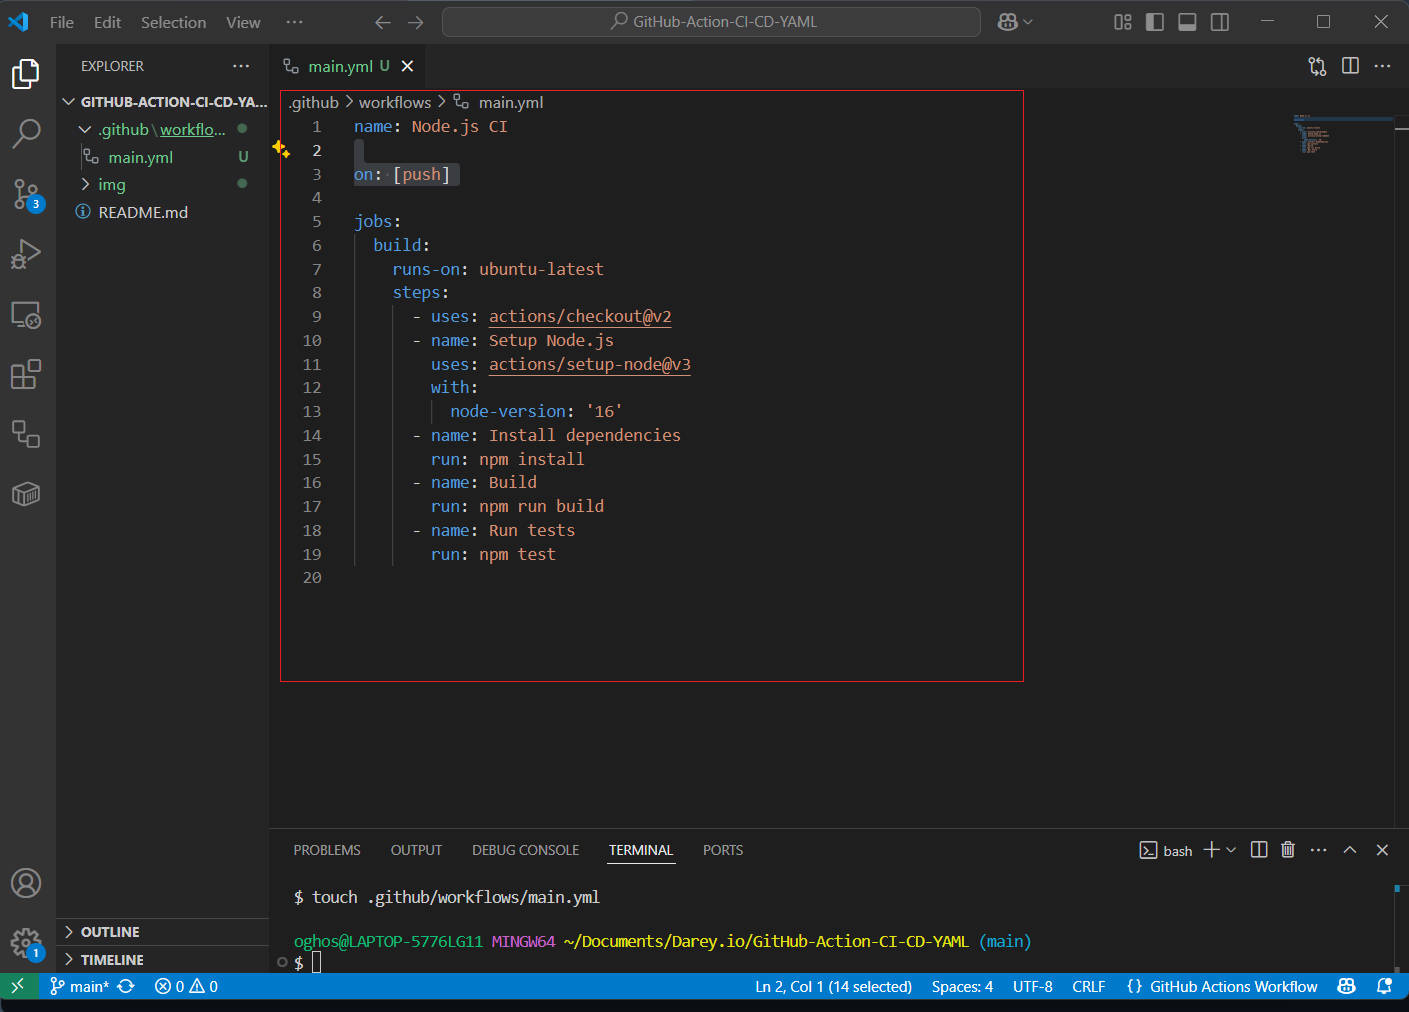 File Edit Selection View ···
GitHub-Action-CI-CD-YAML
EXPLORER ···
GITHUB-ACTION-CI-CD-YA...
.github\workflo...
main.yml U
img
README.md
OUTLINE
TIMELINE
3
1
main.yml U
.github > workflows > main.yml
1 name: Node.js CI
2
3 on: [push]
4
5 jobs:
6 build:
7 runs-on: ubuntu-latest
8 steps:
9 - uses: actions/checkout@v2
10 - name: Setup Node.js
11 uses: actions/setup-node@v3
12 with:
13 node-version: '16'
14 - name: Install dependencies
15 run: npm install
16 - name: Build
17 run: npm run build
18 - name: Run tests
19 run: npm test
20
PROBLEMS OUTPUT DEBUG CONSOLE TERMINAL PORTS
bash
$ touch .github/workflows/main.yml
oghos@LAPTOP-5776LG11 MINGW64 ~/Documents/Darey.io/GitHub-Action-CI-CD-YAML (main)
$
main* 0 0 Ln 2, Col 1 (14 selected) Spaces: 4 UTF-8 CRLF {} GitHub Actions Workflow